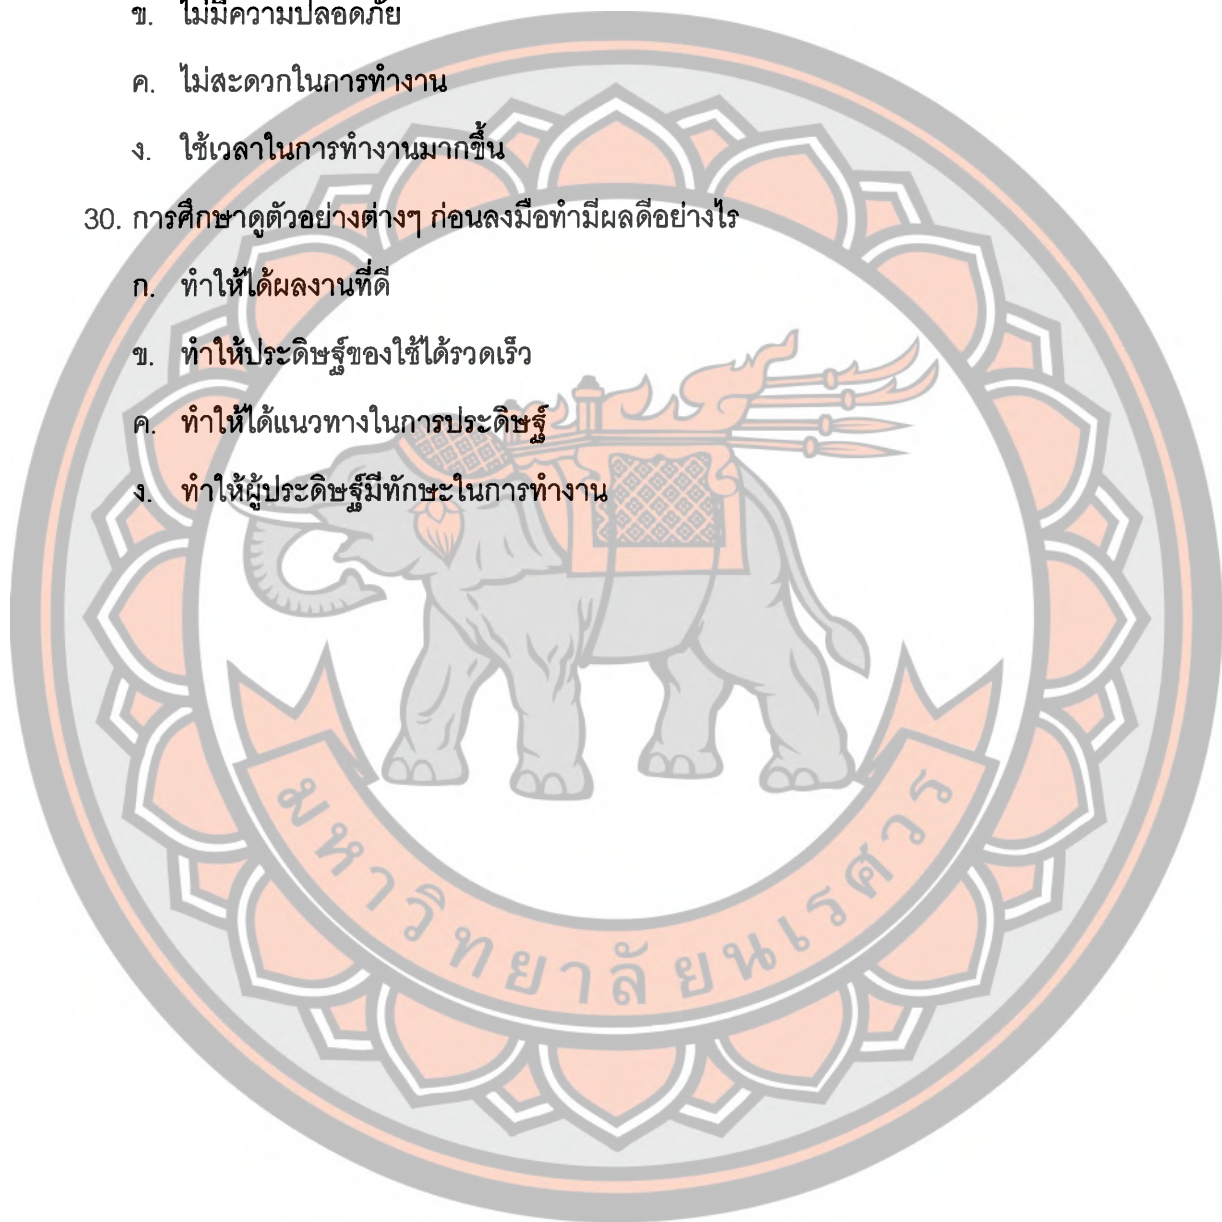 ข. ไม่มีความปลอดภัย
ค. ไม่สะดวกในการทำงาน
ง. ใช้เวลาในการทำงานมากขึ้น
30. การศึกษาดูตัวอย่างต่างๆ ก่อนลงมือทำมีผลดีอย่างไร
ก. ทำให้ได้ผลงานที่ดี
ข. ทำให้ประดิษฐ์ของใช้ได้รวดเร็ว
ค. ทำให้ได้แนวทางในการประดิษฐ์
ง. ทำให้ผู้ประดิษฐ์มีทักษะในการทำงาน
มหาวิทยาลัยนเรศวร